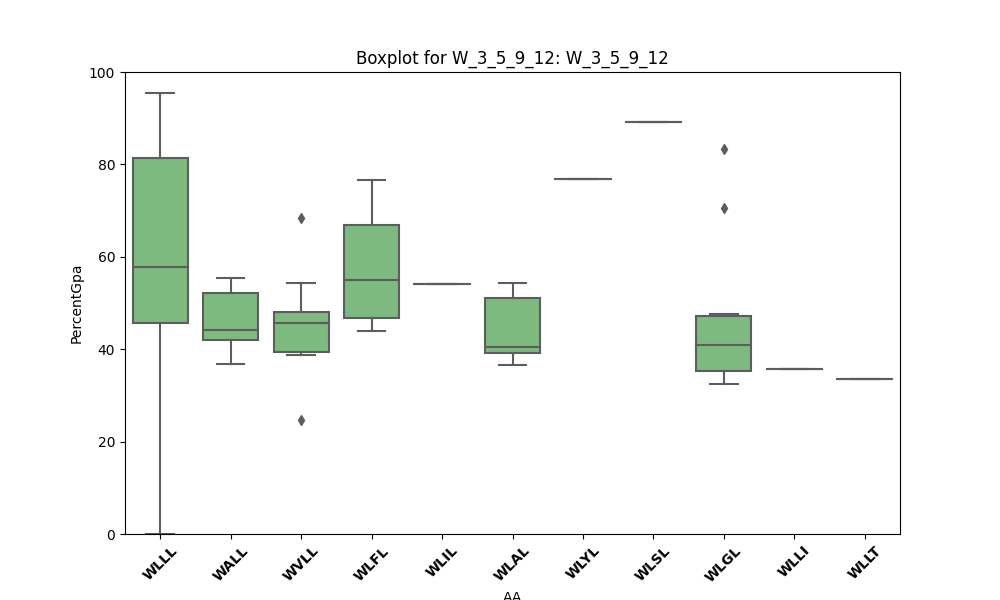 Boxplot for W_3_5_9_12: W_3_5_9_12
100
80
60
40
20
0
PercentGpa
WLLL WALL WVLL WLFL WLIL WLAL WLYL WLSL WLGL WLLI WLLT
AA